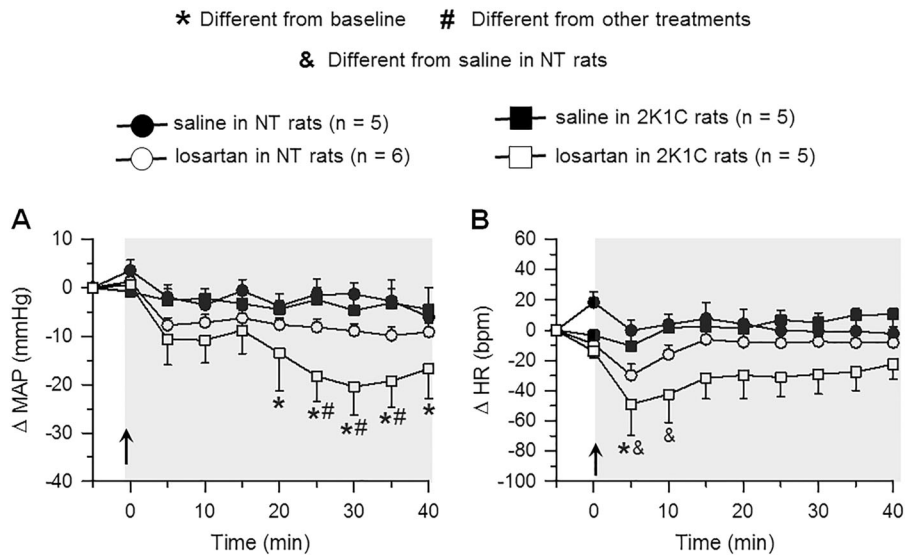 * Different from baseline # Different from other treatments
& Different from saline in NT rats
saline in NT rats (n = 5) saline in 2K1C rats (n = 5)
losartan in NT rats (n = 6) losartan in 2K1C rats (n = 5)
A B
10 60
0 40
-10 20
-20 0
-30 -20
-40 -40
-60
-80
-100
Δ MAP (mmHg) Δ HR (bpm)
* *# *# *# *
*& &
0 10 20 30 40 0 10 20 30 40
Time (min) Time (min)